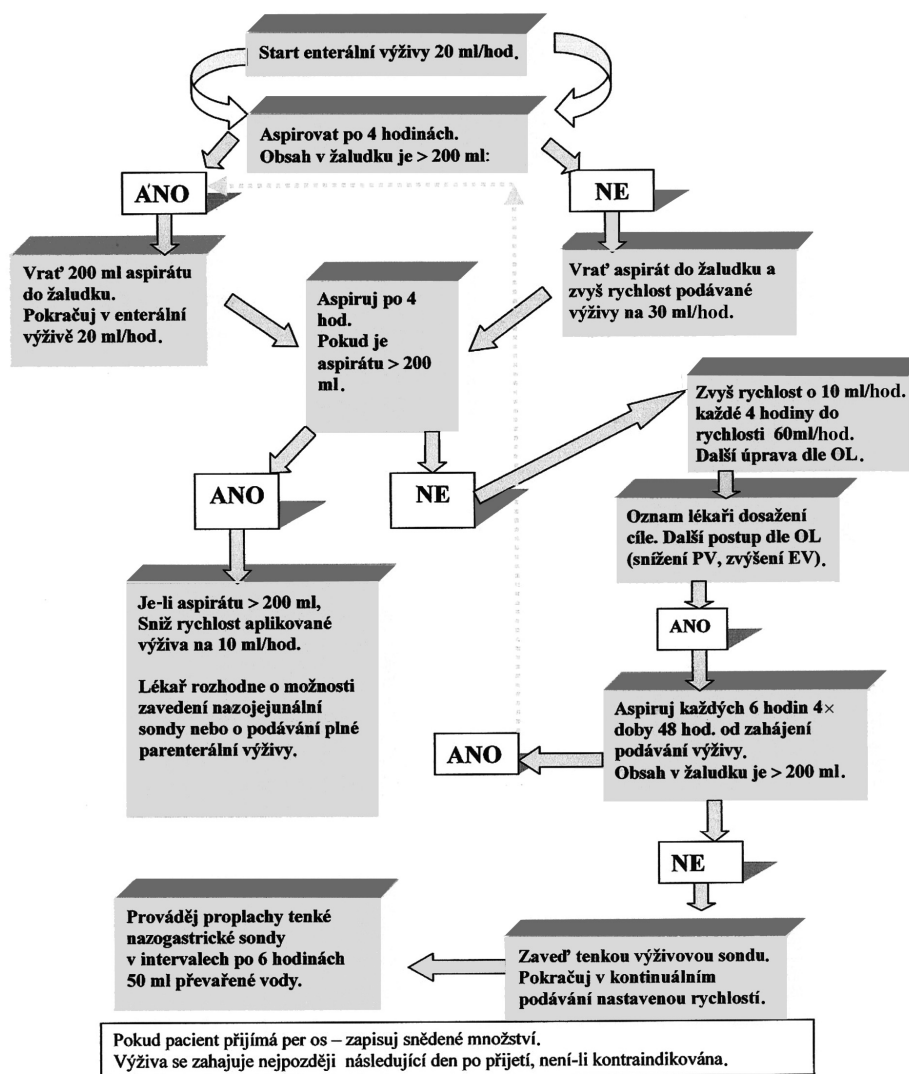 Start enterální výživy 20 ml/hod.
Aspirovat po 4 hodinách.
Obsah v žaludku je > 200 ml:
ÁNO
NE
Vrať 200 ml aspirátu
do žaludku.
Pokračuj v enterální
výživě 20 ml/hod.
Aspiruj po 4
hod.
Pokud je
aspirátu > 200
ml.
Vrať aspirát do žaludku a
zvyš rychlost podávané
výživy na 30 ml/hod.
Zvyš rychlost o 10 ml/hod.
každé 4 hodiny do
rychlosti 60ml/hod.
Další úprava dle OL.
ANO
NE
Oznam lékaři dosažení
cíle. Další postup dle OL
(snížení PV, zvýšení EV).
Je-li aspirátu > 200 ml,
Sniž rychlost aplikované
výživa na 10 ml/hod.
Lékař rozhodne o možnosti
zavedení nazojejunální
sondy nebo o podávání plné
parenterální výživy.
ANO
Aspiruj každých 6 hodin 4×
doby 48 hod. od zahájení
podávání výživy.
Obsah v žaludku je > 200 ml.
ANO
NE
Prováděj proplachy tenké
nazogastrické sondy
v intervalech po 6 hodinách
50 ml převařené vody.
Zaveď tenkou výživovou sondu.
Pokračuj v kontinuálním
podávání nastavenou rychlostí.
Pokud pacient přijímá per os – zapisuj snědené množství.
Výživa se zahajuje nejpozději následující den po přijetí, není-li kontraindikována.